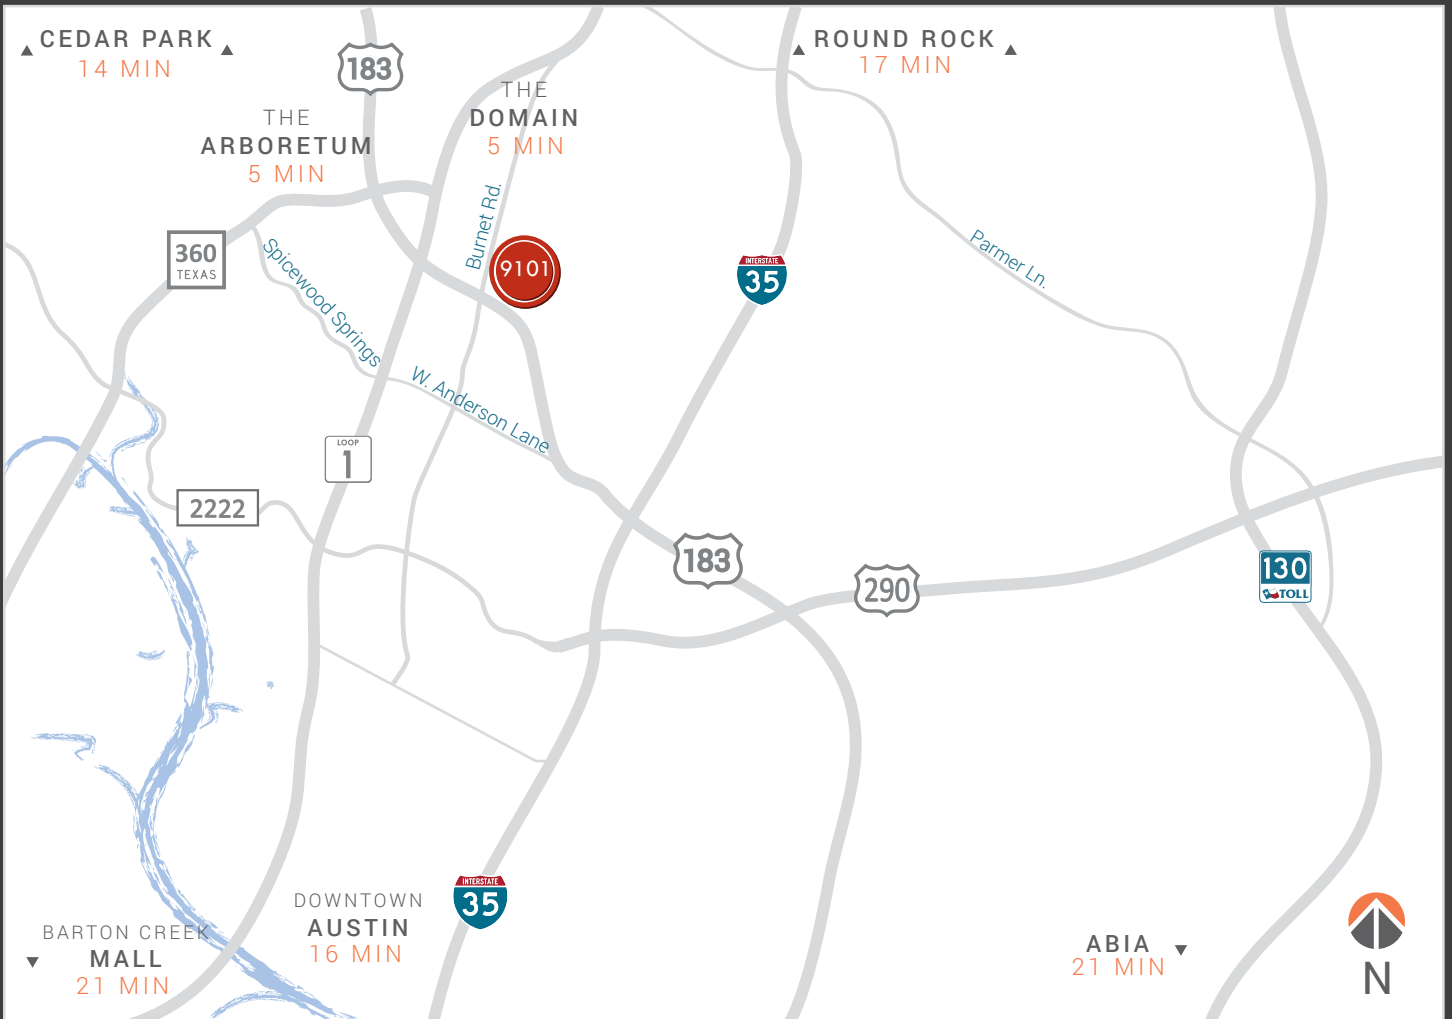 CEDAR PARK
14 MIN
183
ROUND ROCK
17 MIN
THE
DOMAIN
5 MIN
THE
ARBORETUM
5 MIN
Burnet Rd.
360
TEXAS
Spicewood Springs
9101
INTERSTATE
35
Parmer Ln.
W. Anderson Lane
LOOP
1
2222
183
290
130
TOLL
INTERSTATE
35
DOWNTOWN
AUSTIN
16 MIN
BARTON CREEK
MALL
21 MIN
ABIA
21 MIN
N